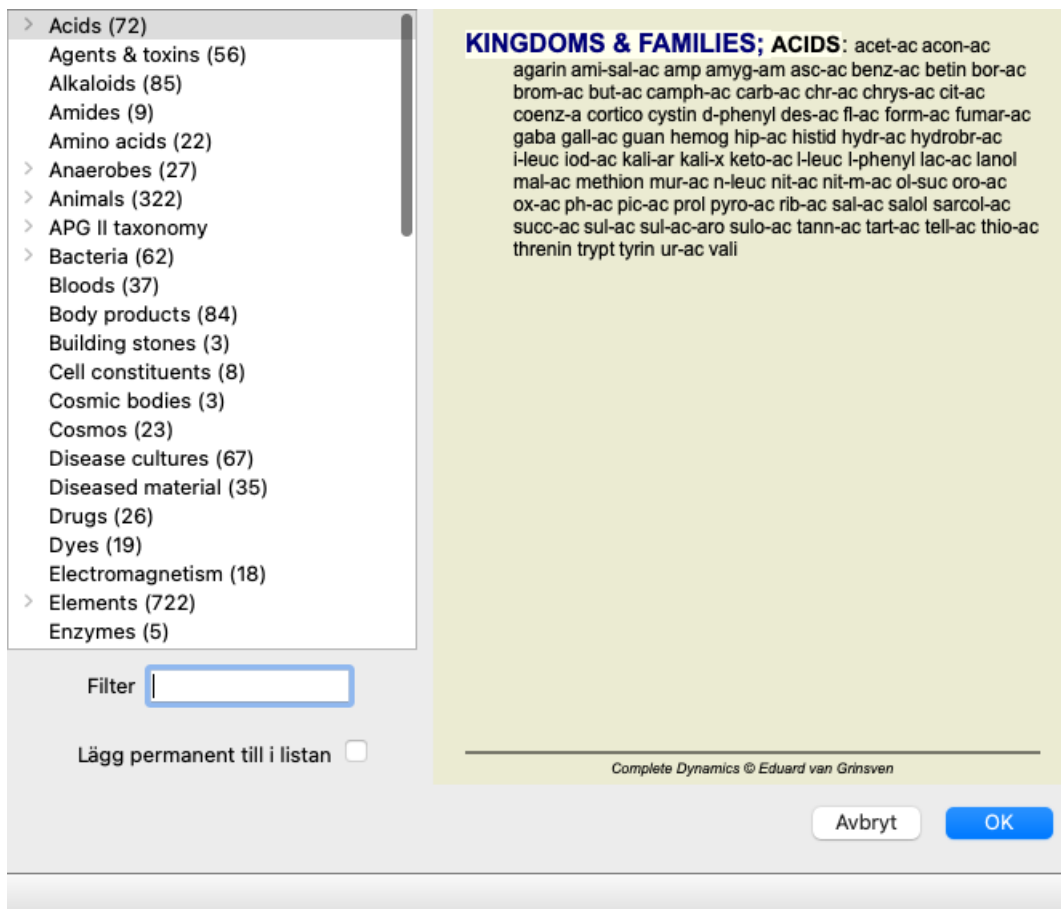 Acids (72)
Agents & toxins (56)
Alkaloids (85)
Amides (9)
Amino acids (22)
Anaerobes (27)
Animals (322)
APG II taxonomy
Bacteria (62)
Bloods (37)
Body products (84)
Building stones (3)
Cell constituents (8)
Cosmic bodies (3)
Cosmos (23)
Disease cultures (67)
Diseased material (35)
Drugs (26)
Dyes (19)
Electromagnetism (18)
Elements (722)
Enzymes (5)
Filter
Lägg permanent till i listan
KINGDOMS & FAMILIES; ACIDS: acet-ac acon-ac
agarin ami-sal-ac amp amyg-am asc-ac benz-ac betin bor-ac
brom-ac but-ac camph-ac carb-ac chr-ac chrys-ac cit-ac
coenz-a cortico cystin d-phenyl des-ac fl-ac form-ac fumar-ac
gaba gall-ac guan hemog hip-ac histid hydr-ac hydrobr-ac
i-leuc iod-ac kali-ar kali-x keto-ac l-leuc l-phenyl lac-ac lanol
mal-ac methion mur-ac n-leuc nit-ac nit-m-ac ol-suc oro-ac
ox-ac ph-ac pic-ac prol pyro-ac rib-ac sal-ac salol sarcol-ac
succ-ac sul-ac sul-ac-aro sulo-ac tann-ac tart-ac tell-ac thio-ac
threnin trypt tyrin ur-ac vali
Complete Dynamics © Eduard van Grinsven
Avbryt
OK